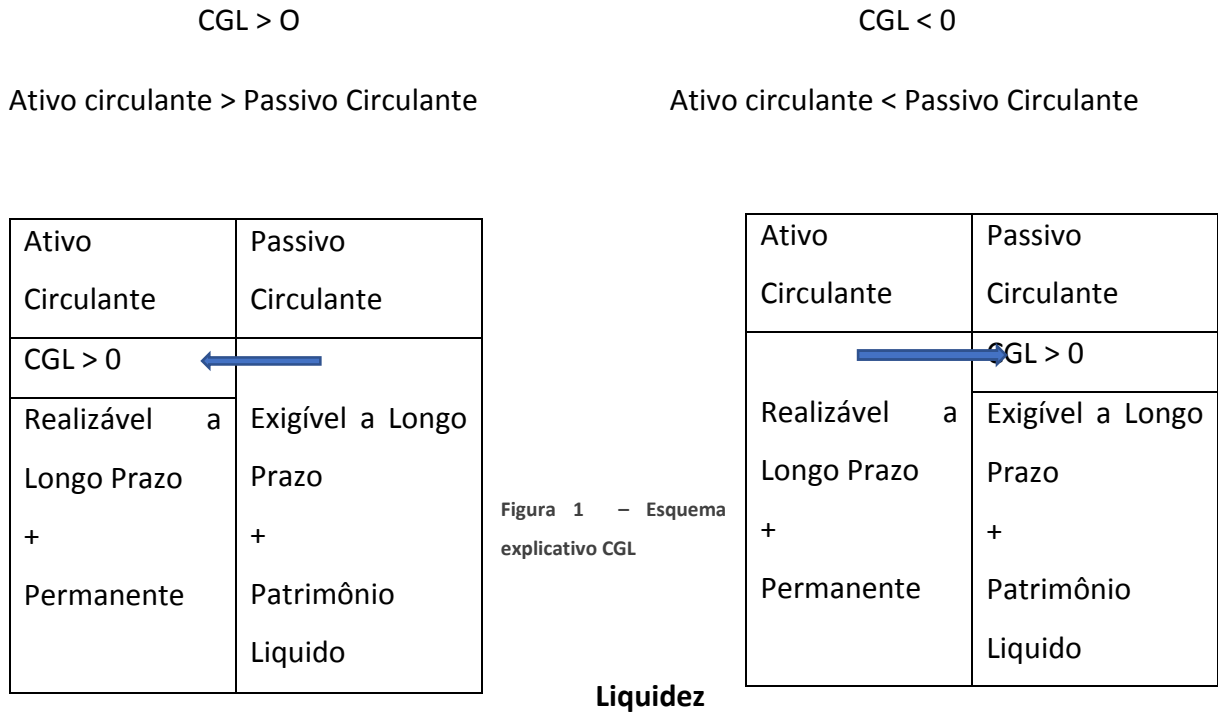 CGL > O
CGL < 0
Ativo circulante > Passivo Circulante
Ativo circulante < Passivo Circulante
Ativo
Circulante
Passivo
Circulante
CGL > 0
Realizável a
Longo Prazo
+
Permanente
Exigível a Longo
Prazo
+
Patrimônio
Liquido
Figura 1 – Esquema
explicativo CGL
Ativo
Circulante
Passivo
Circulante
CGL > 0
Realizável a
Longo Prazo
+
Permanente
Exigível a Longo
Prazo
+
Patrimônio
Liquido
Liquidez